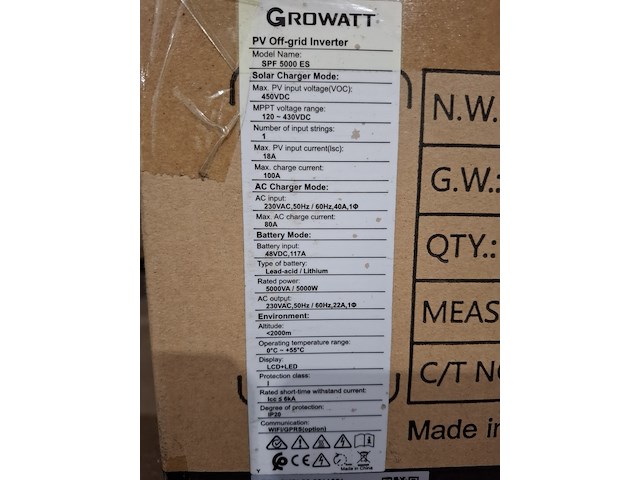 GROWATT
PV Off-grid Inverter
Model Name:
SPF 5000 ES
Solar Charger Mode:
Max. PV input voltage(VOC):
450VDC
MPPT voltage range:
120 ~ 430VDC
Number of input strings:
1
Max. PV input current(Isc):
18A
Max. charge current:
100A
AC Charger Mode:
AC input:
230VAC,50Hz / 60Hz,40A,1Φ
Max. AC charge current:
80A
Battery Mode:
Battery input:
48VDC,117A
Type of battery:
Lead-acid / Lithium
Rated power:
5000VA / 5000W
AC output:
230VAC,50Hz / 60Hz,22A,1Φ
Environment:
Altitude:
<2000m
Operating temperature range:
0°C ~ +55°C
Display:
LCD+LED
Protection class:
I
Rated short-time withstand current:
Icc ≤ 6kA
Degree of protection:
IP20
Communication:
WIFI/GPRS(option)
CE
Made in China
Y
N.W.
G.W.:
QTY.:
MEAS
C/T NO
Made in